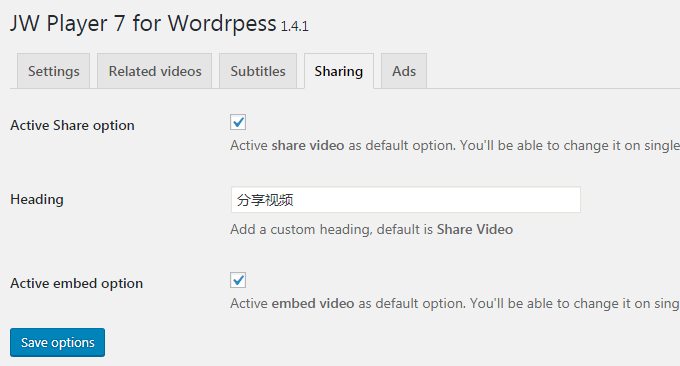 JW Player 7 for Wordrpess 1.4.1
Settings Related videos Subtitles Sharing Ads
Active Share option
Active share video as default option. You'll be able to change it on single
Heading 分享视频
Add a custom heading, default is Share Video
Active embed option
Active embed video as default option. You'll be able to change it on sing
Save options